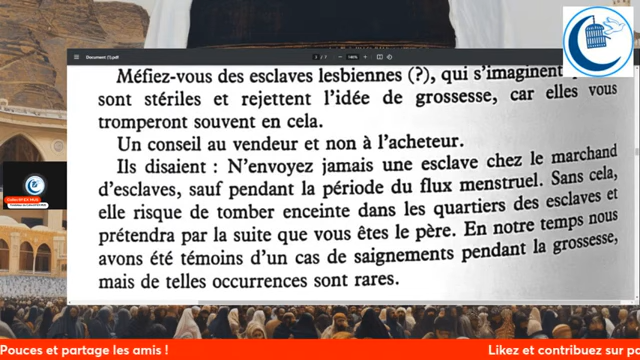 Document (1).pdf
1 / 7
Méfiez-vous des esclaves lesbiennes (?), qui s'imaginent
sont stériles et rejettent l'idée de grossesse, car elles vous
tromperont souvent en cela.
Un conseil au vendeur et non à l'acheteur.
Ils disaient : N'envoyez jamais une esclave chez le marchand
d'esclaves, sauf pendant la période du flux menstruel. Sans cela,
elle risque de tomber enceinte dans les quartiers des esclaves et
prétendra par la suite que vous êtes le père. En notre temps nous
avons été témoins d'un cas de saignements pendant la grossesse,
mais de telles occurrences sont rares.
Pouces et partage les amis !
Likez et contribuez sur